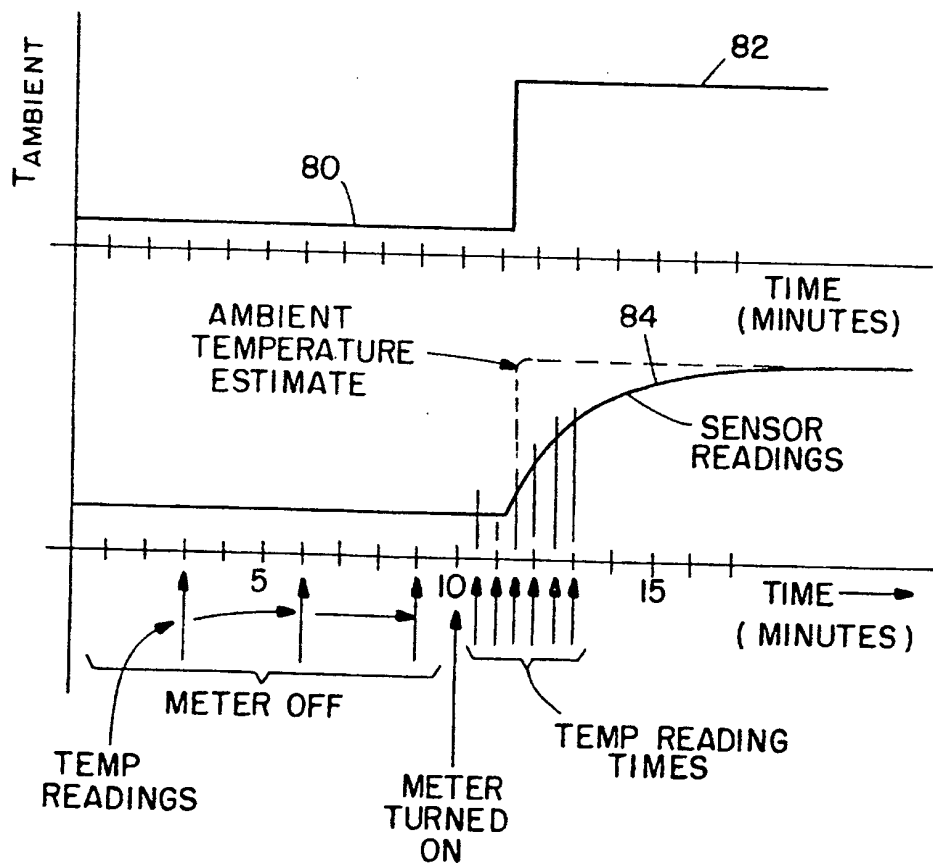 82
TAMBIENT
80
TIME
(MINUTES)
AMBIENT
TEMPERATURE
ESTIMATE
84
SENSOR
READINGS
5
10
15
TIME
(MINUTES)
METER OFF
TEMP
READINGS
METER
TURNED
ON
TEMP READING
TIMES